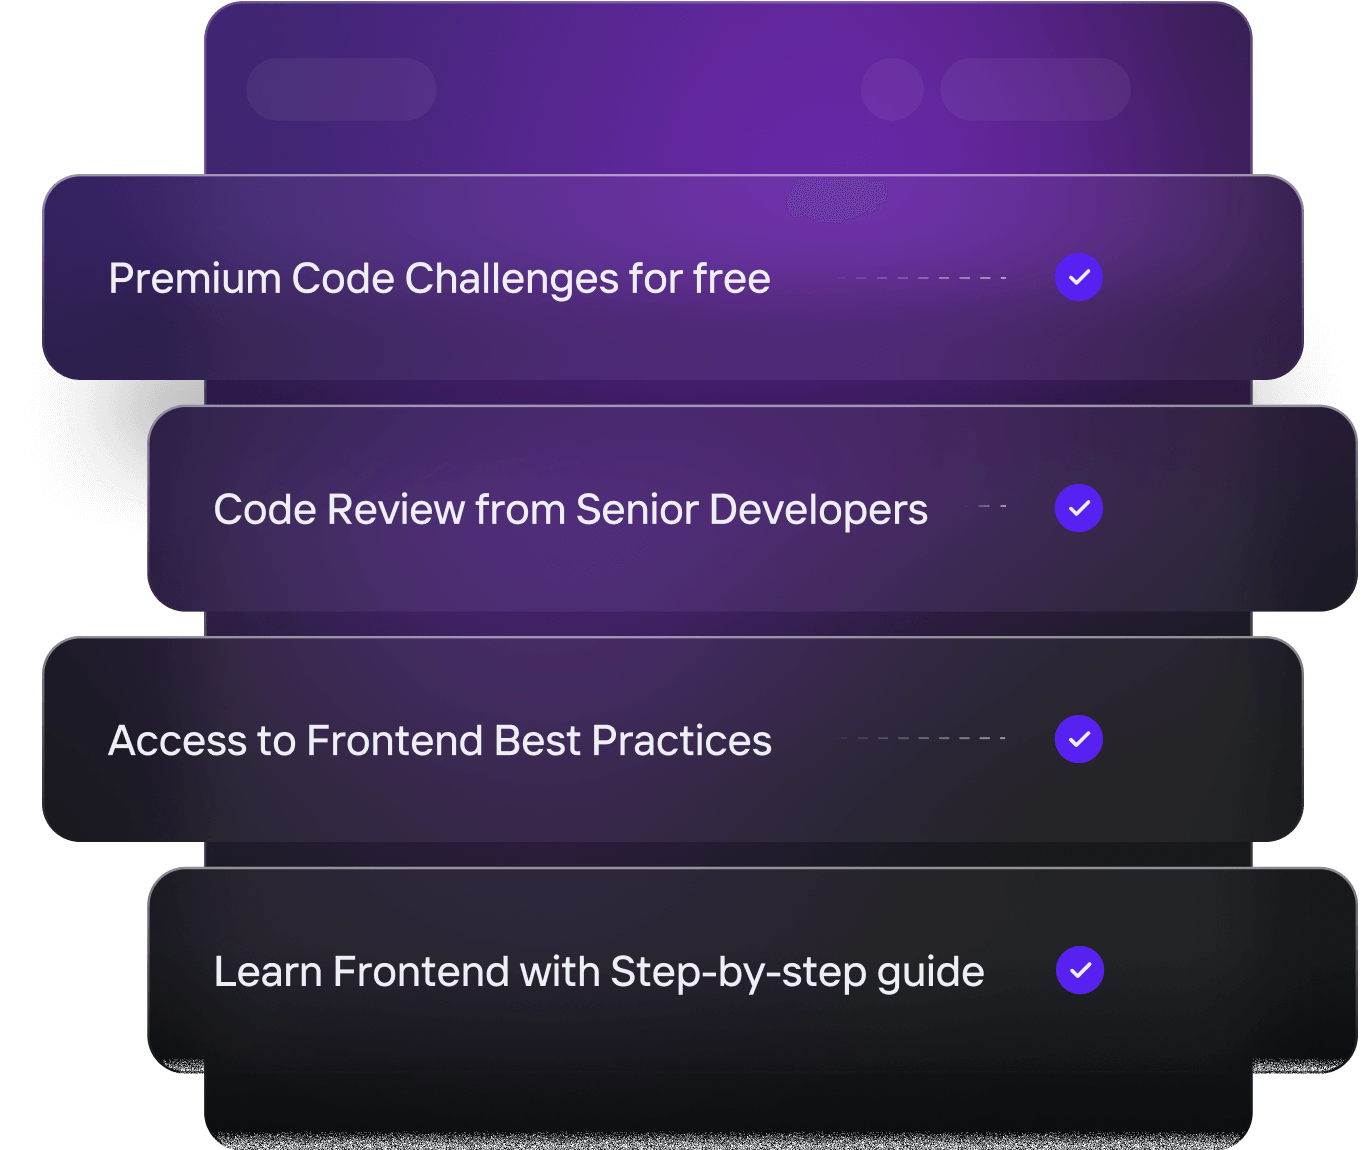 Premium Code Challenges for free
Code Review from Senior Developers
Access to Frontend Best Practices
Learn Frontend with Step-by-step guide